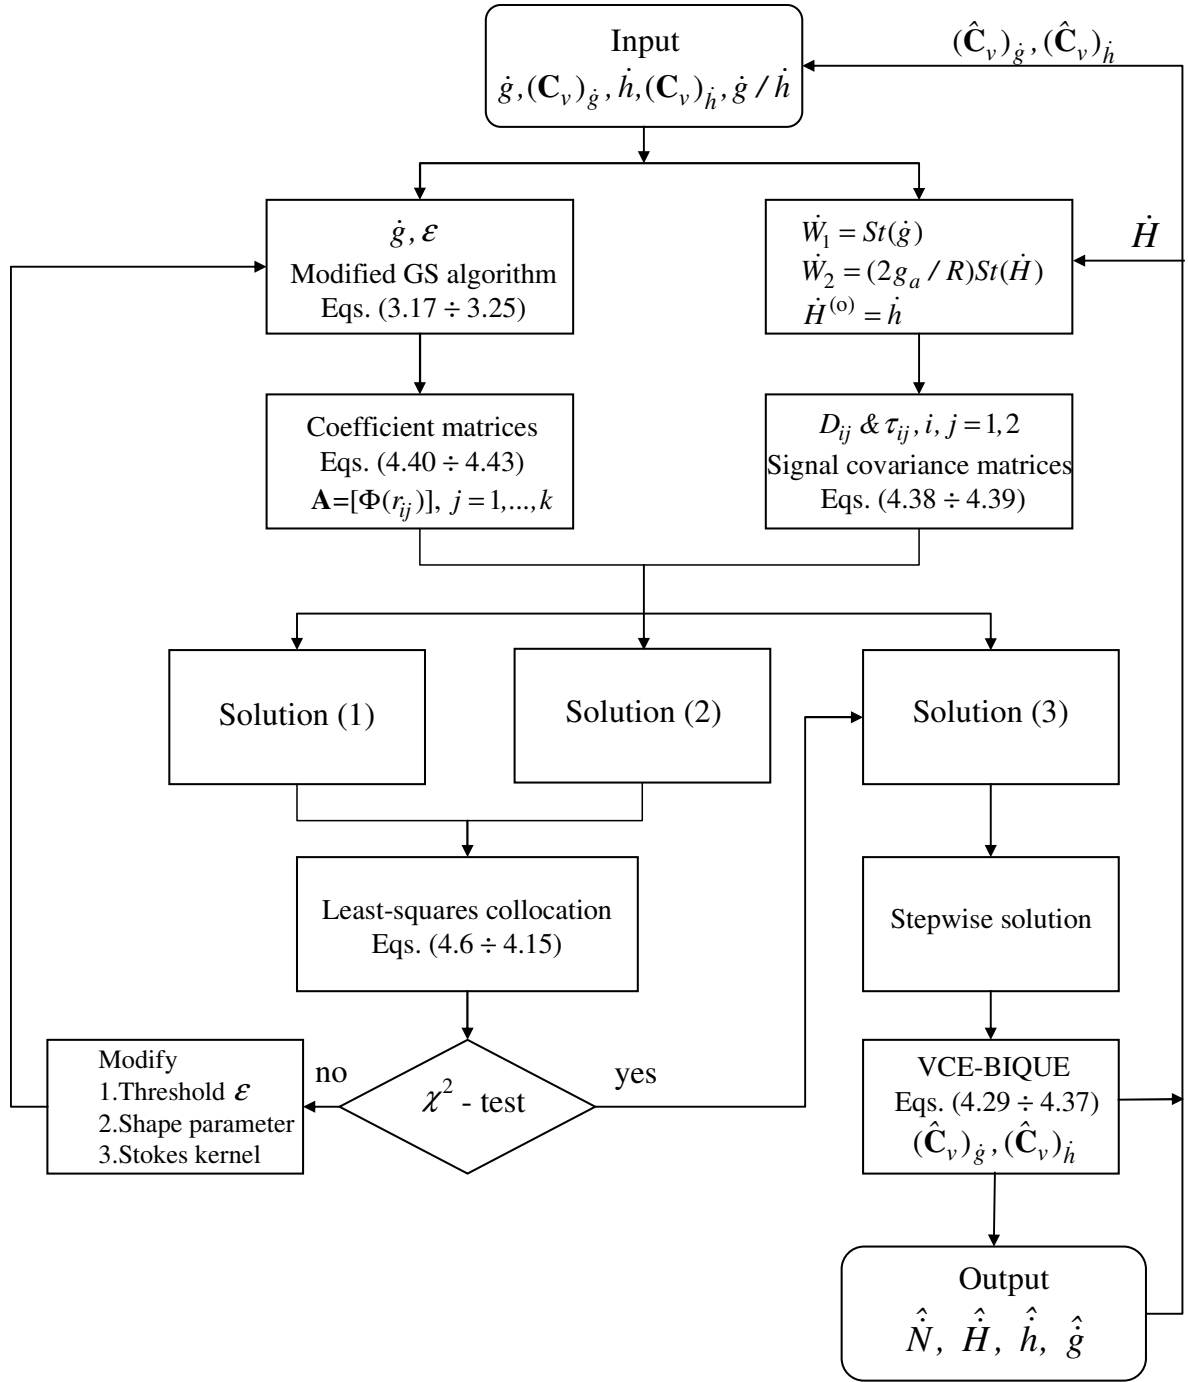 Input
ġ,(C_v)_ġ, ḣ,(C_v)_ḣ, ġ / ḣ
(Ĉ_v)_ġ,(Ĉ_v)_ḣ
ġ, ε
Modified GS algorithm
Eqs. (3.17 ÷ 3.25)
Ẇ_1 = St(ġ)
Ẇ_2 = (2g_a / R)St(Ḣ)
Ḣ^(o) = ḣ
Ḣ
Coefficient matrices
Eqs. (4.40 ÷ 4.43)
A=[Φ(r_ij)], j = 1,...,k
D_ij & τ_ij, i, j = 1,2
Signal covariance matrices
Eqs. (4.38 ÷ 4.39)
Solution (1)
Solution (2)
Solution (3)
Least-squares collocation
Eqs. (4.6 ÷ 4.15)
Stepwise solution
Modify
1.Threshold ε
2.Shape parameter
3.Stokes kernel
no
χ² - test
yes
VCE-BIQUE
Eqs. (4.29 ÷ 4.37)
(Ĉ_v)_ġ,(Ĉ_v)_ḣ
Output
Ṅ̂, Ḣ̂, ḣ̂, ġ̂